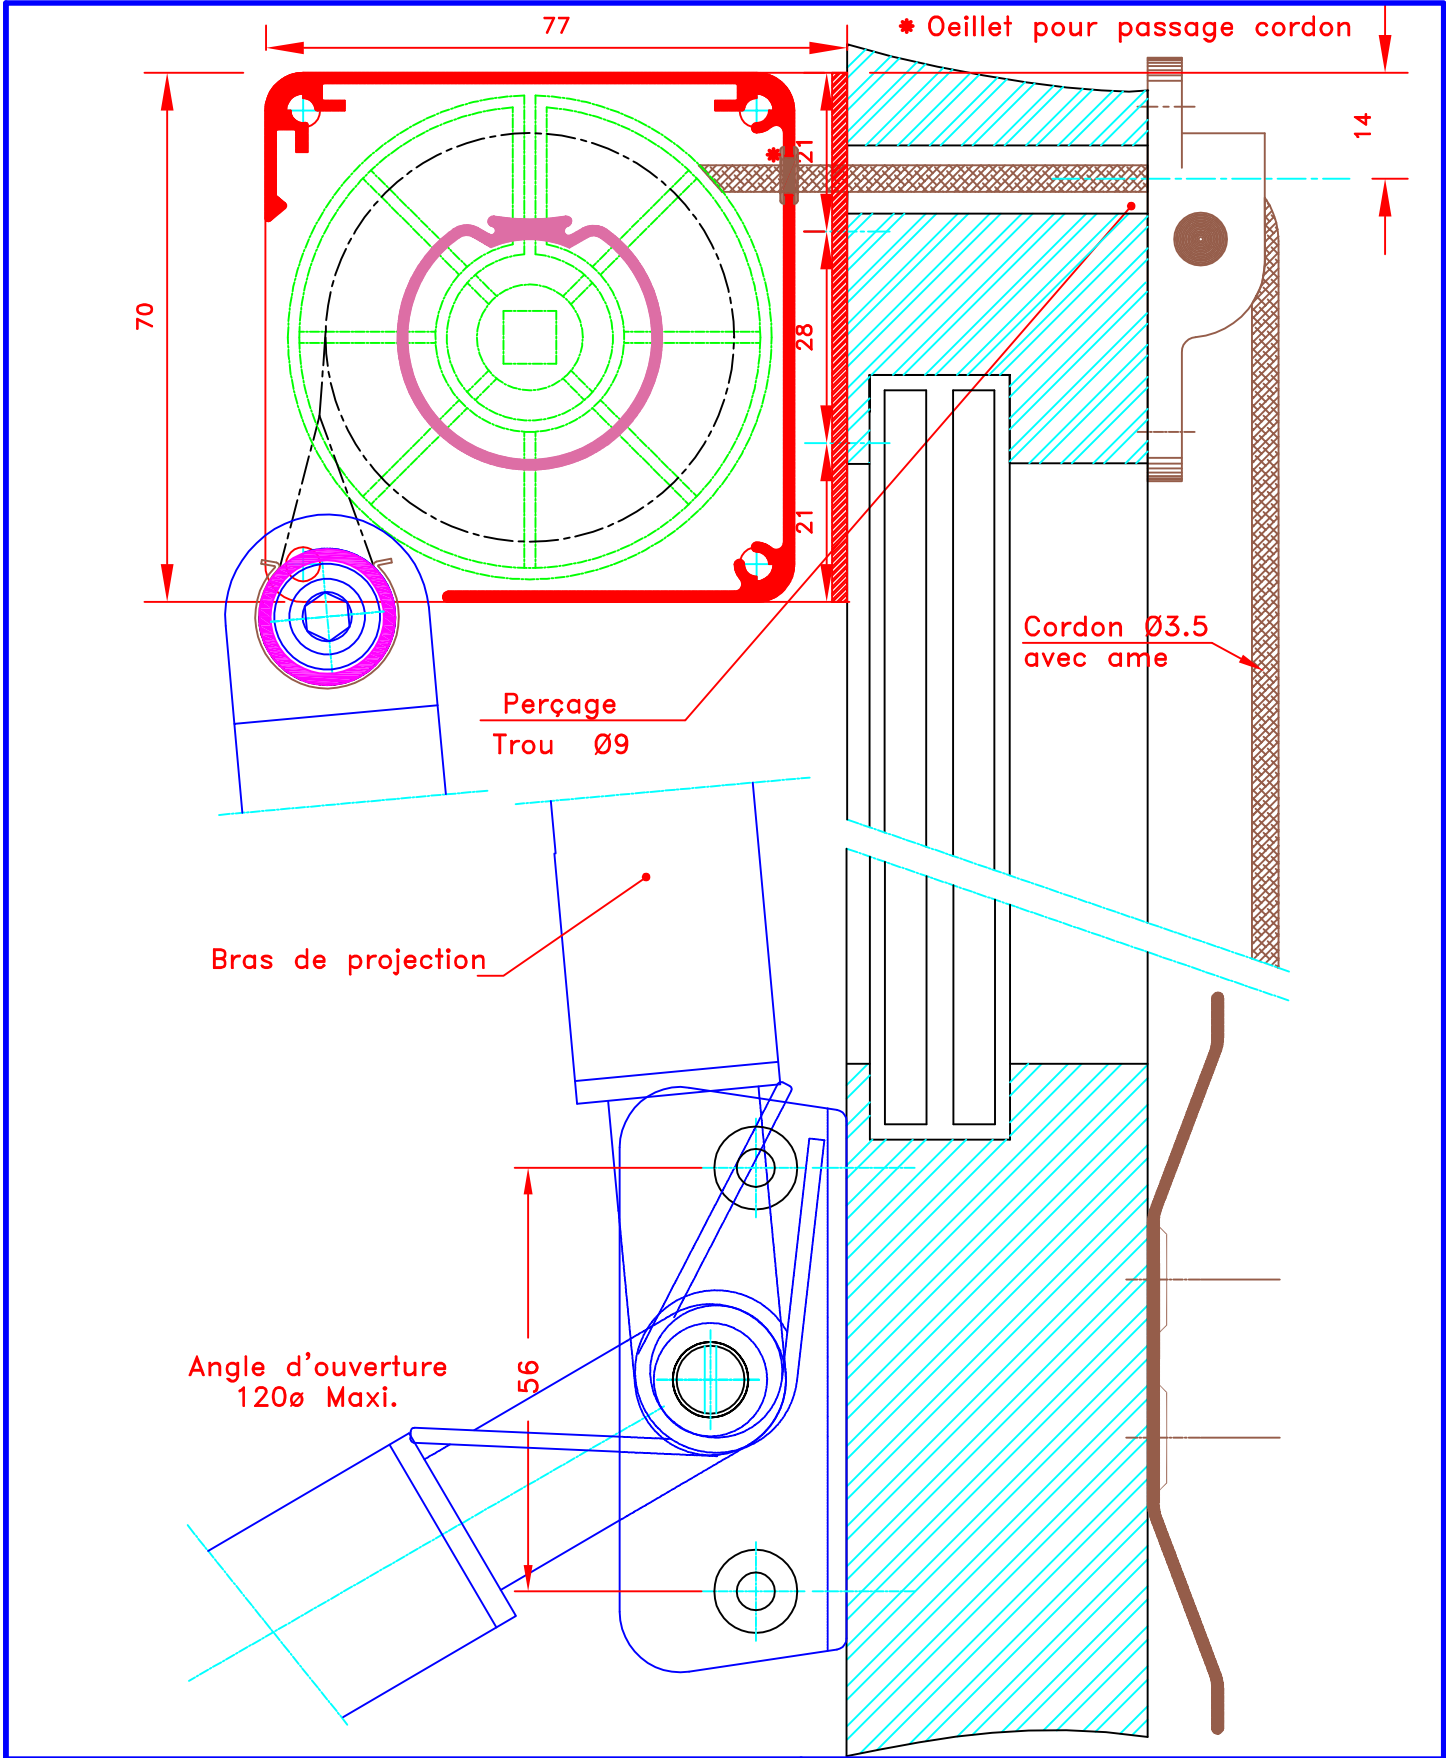 77
* Oeillet pour passage cordon
14
*
21
70
28
21
Cordon Ø3.5
avec ame
Perçage
Trou Ø9
Bras de projection
Angle d'ouverture
120ø Maxi.
56